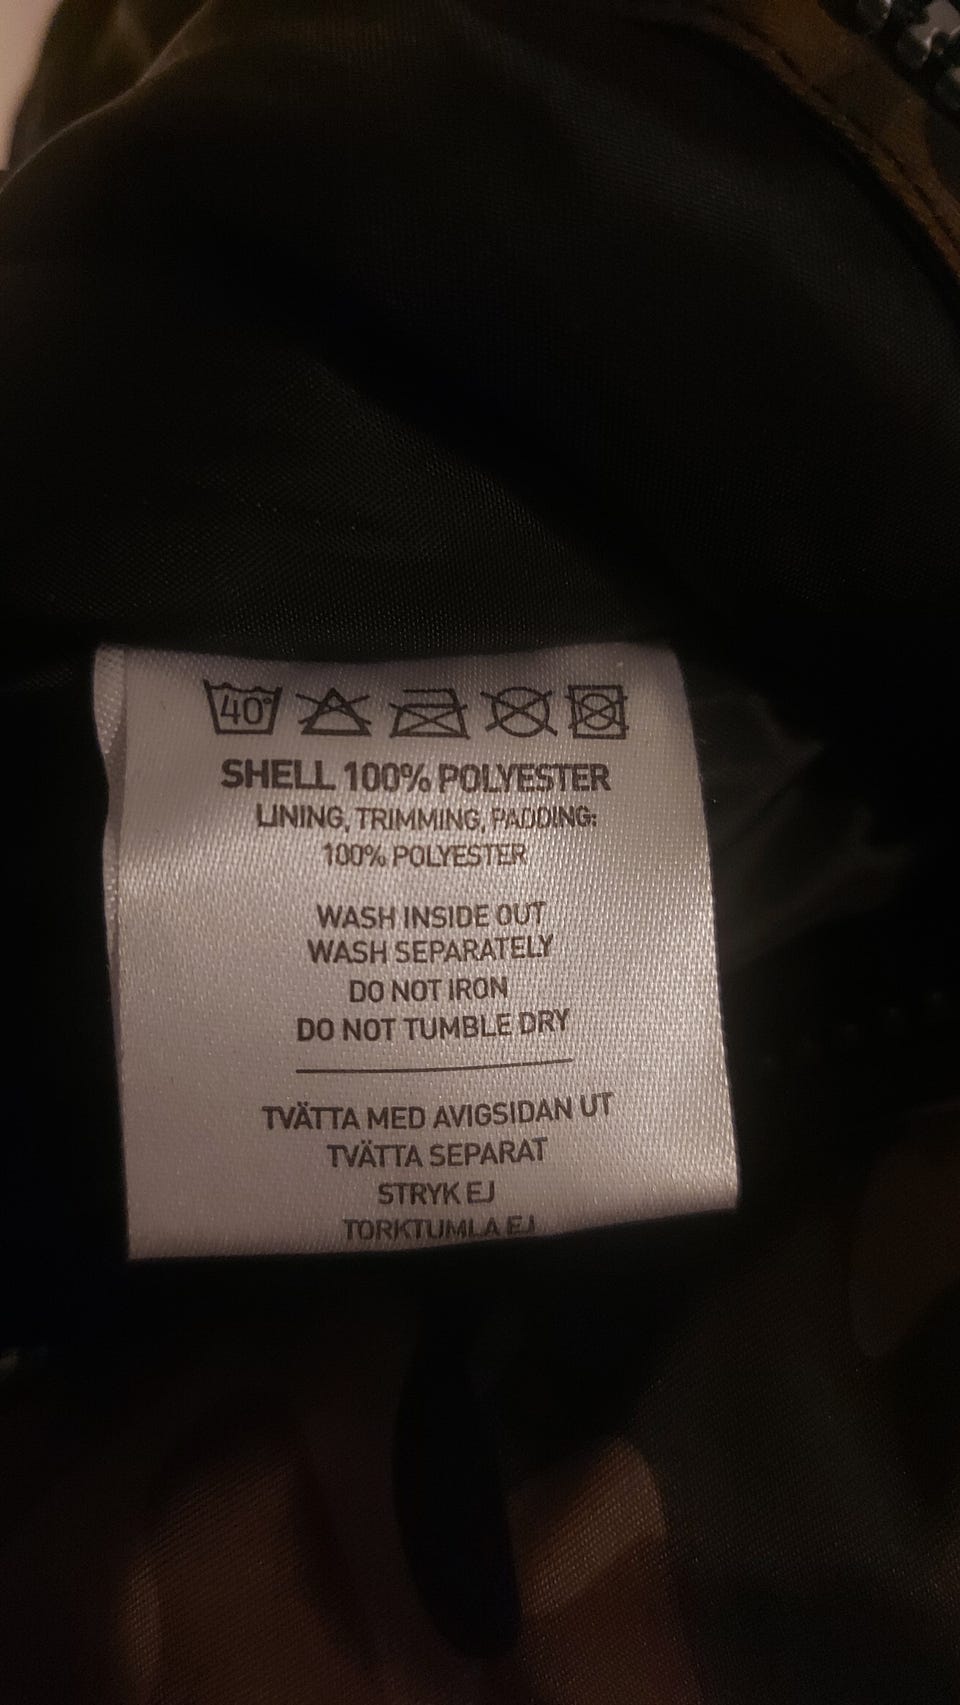 40°
SHELL 100% POLYESTER
LINING, TRIMMING, PADDING:
100% POLYESTER
WASH INSIDE OUT
WASH SEPARATELY
DO NOT IRON
DO NOT TUMBLE DRY
TVÄTTA MED AVIGSIDAN UT
TVÄTTA SEPARAT
STRYK EJ
TORKTUMLA EJ